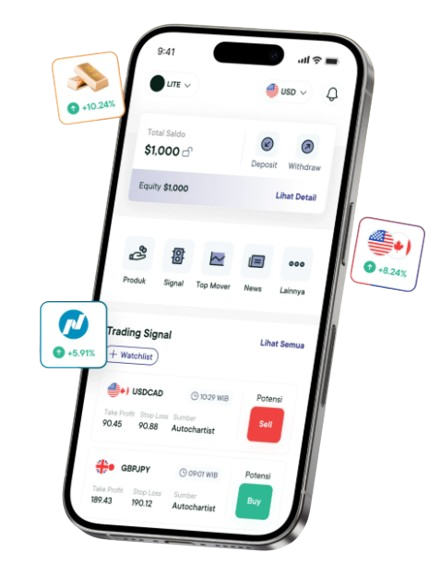 9:41
LITE
USD
+10.24%
Total Saldo
$1,000
Deposit
Withdraw
Equity $1.000
Lihat Detail
+8.24%
Produk
Signal
Top Mover
News
Lainnya
+5.91%
Trading Signal
Lihat Semua
+ Watchlist
USDCAD
10:29 WIB
Potensi
Take Profit Stop Loss Sumber
90.45 90.88 Autochartist
Sell
GBPJPY
09:01 WIB
Potensi
Take Profit Stop Loss Sumber
189.43 190.12 Autochartist
Buy